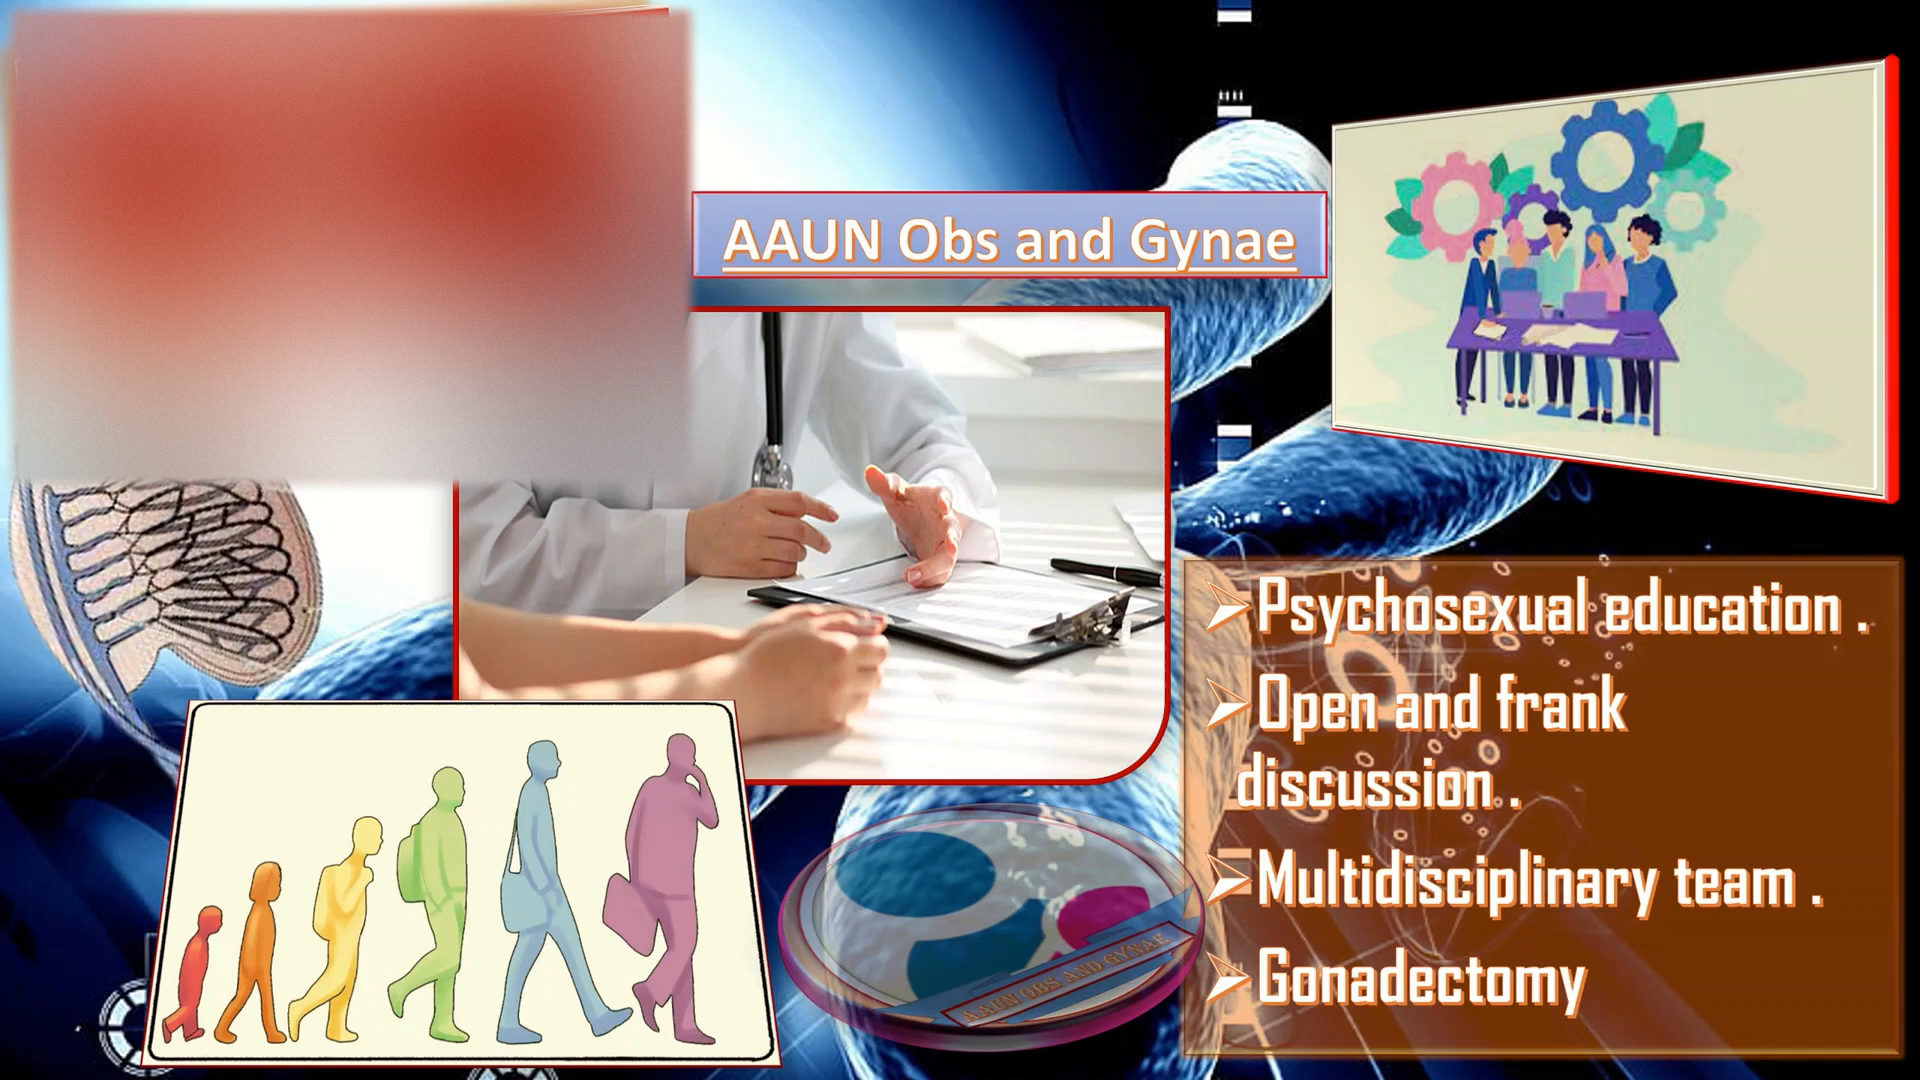 AAUN Obs and Gynae
Psychosexual education .
Open and frank
discussion .
Multidisciplinary team .
Gonadectomy
AAUN OBS AND GYNAE